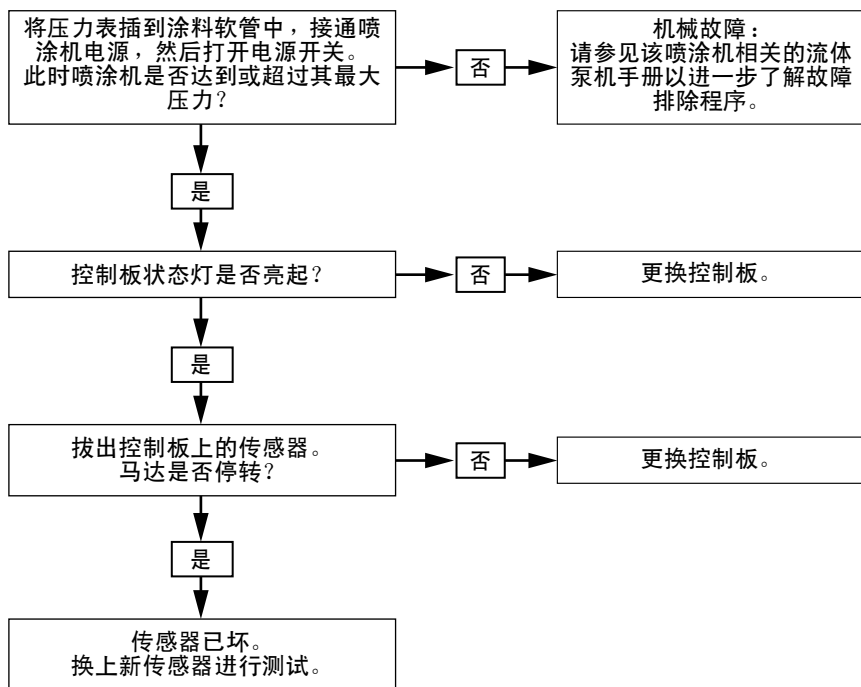 将压力表插到涂料软管中，接通喷
涂机电源，然后打开电源开关。
此时喷涂机是否达到或超过其最大
压力？
否
机械故障：
请参见该喷涂机相关的流体
泵机手册以进一步了解故障
排除程序。
是
控制板状态灯是否亮起？
否
更换控制板。
是
拔出控制板上的传感器。
马达是否停转？
否
更换控制板。
是
传感器已坏。
换上新传感器进行测试。